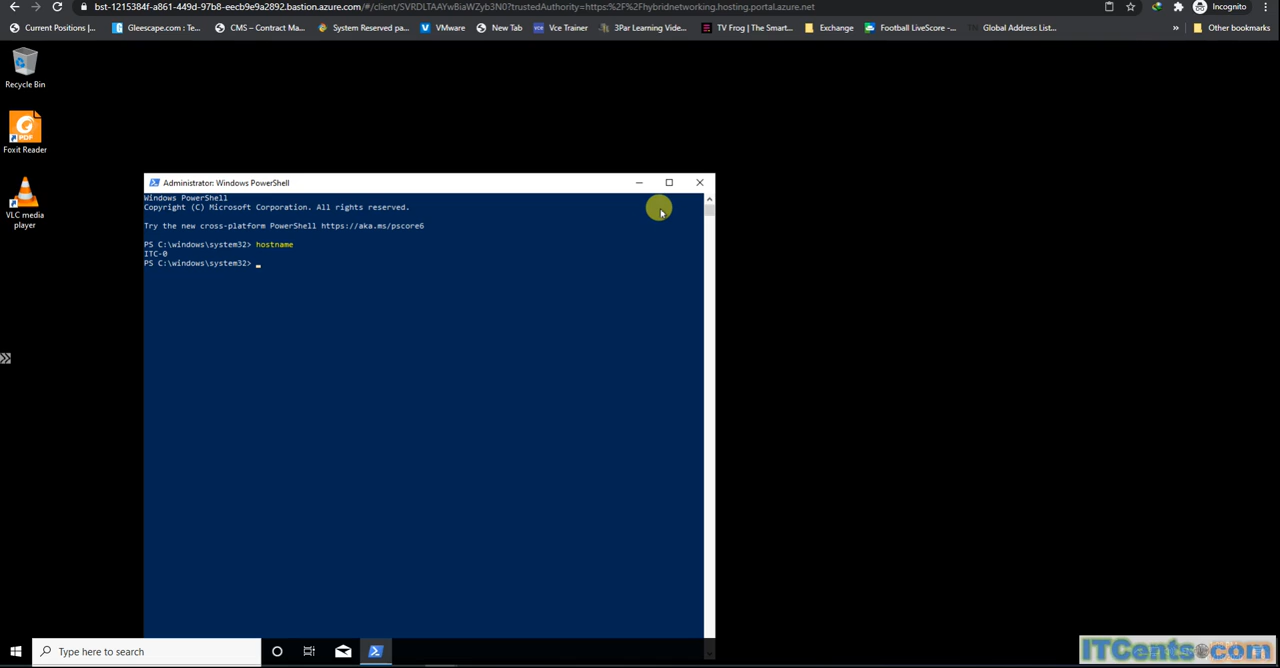 bst-1215384f-a861-449d-97b8-eecb9e9a2892.bastion.azure.com/#/client/SVRDLTAAYwBiaWZyb3N0?trustedAuthority=https:%2F%2Fhybridnetworking.hosting.portal.azure.net
Incognito
Current Positions |... Gleescape.com : Te... CMS – Contract Ma... System Reserved pa... VMware New Tab Vce Trainer 3Par Learning Vide... TV Frog | The Smart... Exchange Football LiveScore -... Global Address List... » Other bookmarks
Recycle Bin
PDF
Foxit Reader
VLC media
player
Administrator: Windows PowerShell
Windows PowerShell
Copyright (C) Microsoft Corporation. All rights reserved.
Try the new cross-platform PowerShell https://aka.ms/pscore6
PS C:\windows\system32> hostname
ITC-0
PS C:\windows\system32> _
Type here to search
ITCents.com